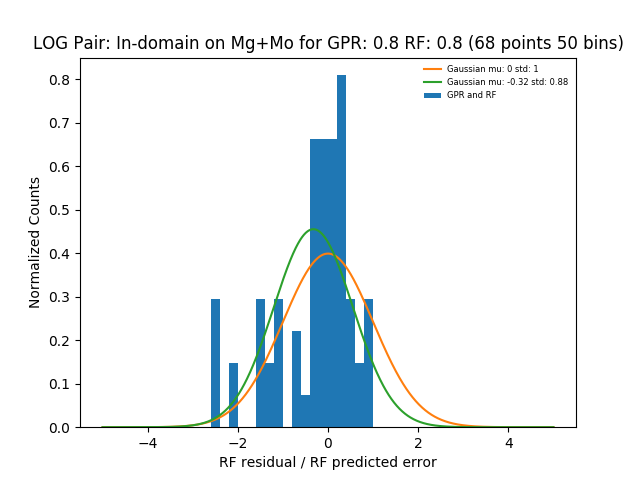 LOG Pair: In-domain on Mg+Mo for GPR: 0.8 RF: 0.8 (68 points 50 bins)
Gaussian mu: 0 std: 1
Gaussian mu: -0.32 std: 0.88
GPR and RF
Normalized Counts
0.8
0.7
0.6
0.5
0.4
0.3
0.2
0.1
0.0
−4 −2 0 2 4
RF residual / RF predicted error